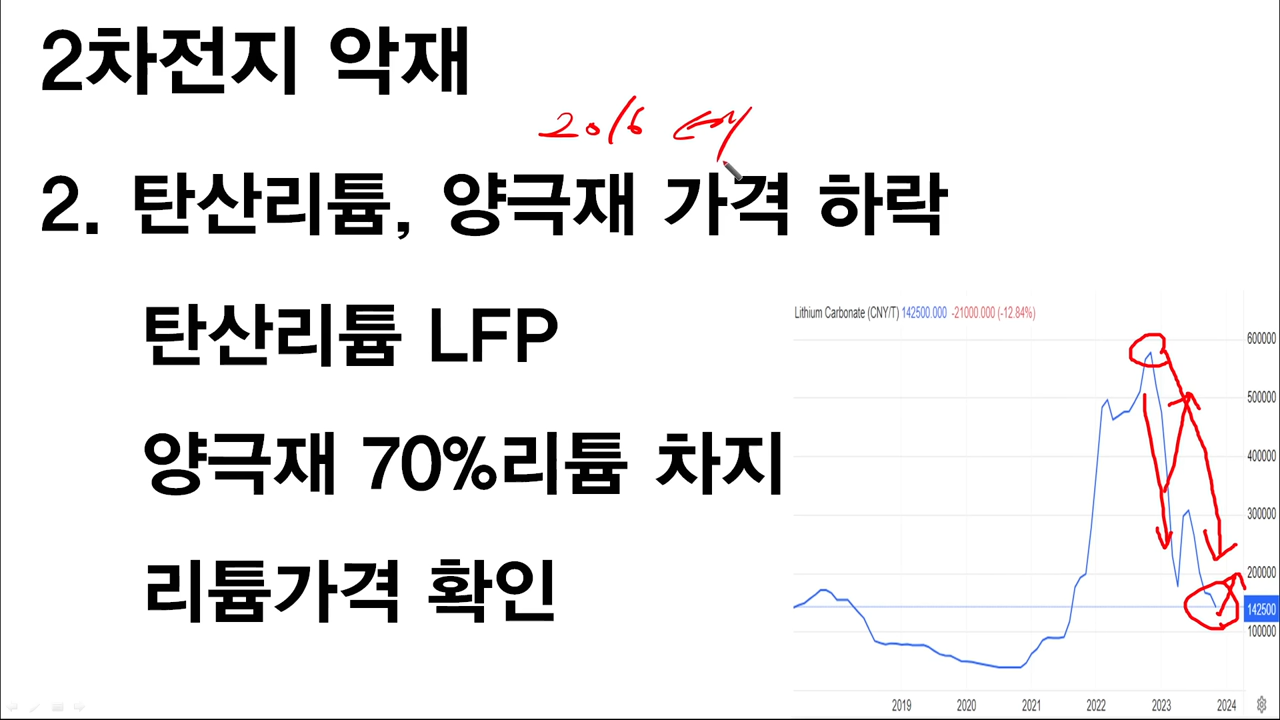 2차전지 악재
2016
2. 탄산리튬, 양극재 가격 하락
탄산리튬 LFP
양극재 70%리튬 차지
리튬가격 확인
Lithium Carbonate (CNY/T) 142500.000 -21000.000 (-12.84%)
600000
500000
400000
300000
200000
142500
100000
2019 2020 2021 2022 2023 2024